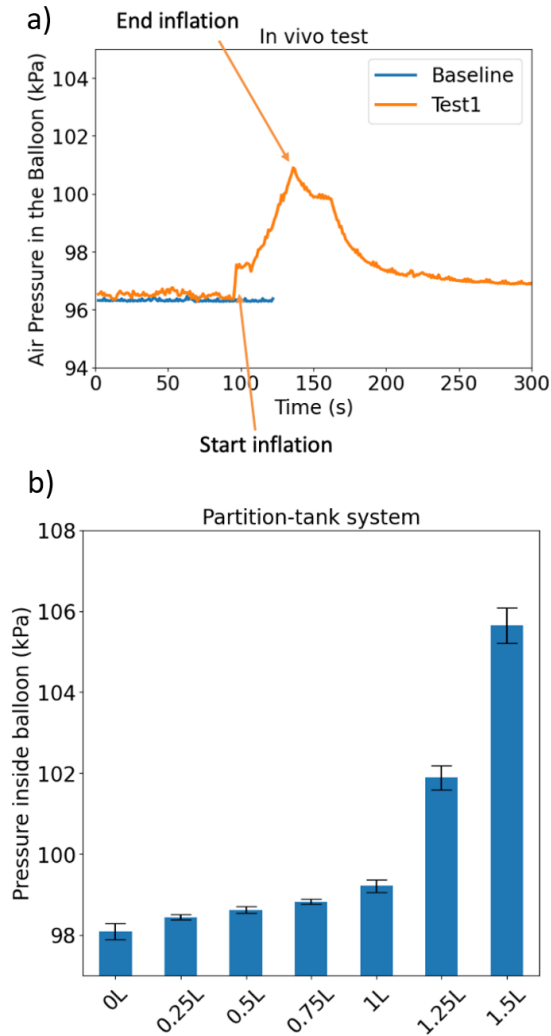 a)
End inflation
In vivo test
Air Pressure in the Balloon (kPa)
104
102
100
98
96
94
Baseline
Test1
0
50
100
150
200
250
300
Time (s)
Start inflation
b)
Partition-tank system
Pressure inside balloon (kPa)
108
106
104
102
100
98
0L
0.25L
0.5L
0.75L
1L
1.25L
1.5L